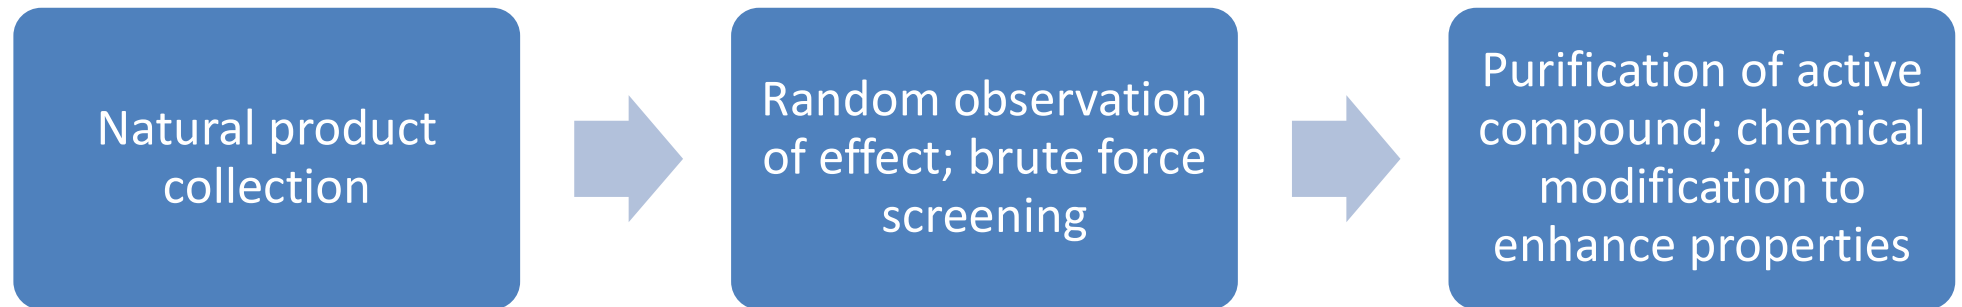 Natural product
collection
Random observation
of effect; brute force
screening
Purification of active
compound; chemical
modification to
enhance properties